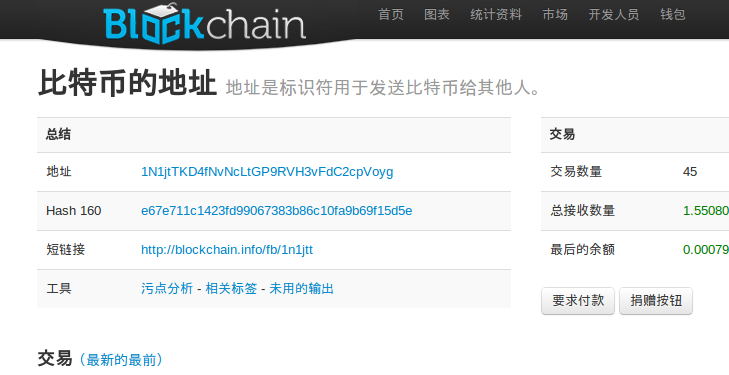 Blockchain 首页 图表 统计资料 市场 开发人员 钱包
比特币的地址 地址是标识符用于发送比特币给其他人。
总结 交易
地址 1N1jtTKD4fNvNcLtGP9RVH3vFdC2cpVoyg 交易数量 45
Hash 160 e67e711c1423fd99067383b86c10fa9b69f15d5e 总接收数量 1.55080
短链接 http://blockchain.info/fb/1n1jtt 最后的余额 0.00079
工具 污点分析 - 相关标签 - 未用的输出
要求付款 捐赠按钮
交易（最新的最前）